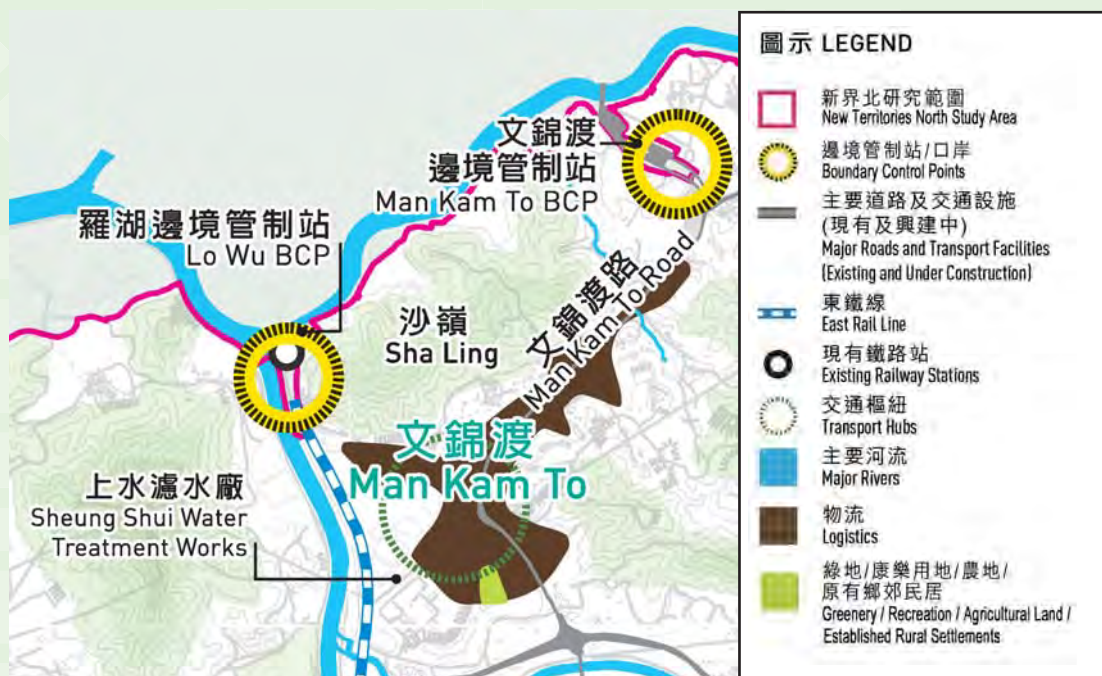 文錦渡
邊境管制站
Man Kam To BCP
羅湖邊境管制站
Lo Wu BCP
沙嶺
Sha Ling
文錦渡路
Man Kam To Road
文錦渡
Man Kam To
上水濾水廠
Sheung Shui Water
Treatment Works
圖示 LEGEND
新界北研究範圍
New Territories North Study Area
邊境管制站/口岸
Boundary Control Points
主要道路及交通設施
(現有及興建中)
Major Roads and Transport Facilities
(Existing and Under Construction)
東鐵線
East Rail Line
現有鐵路站
Existing Railway Stations
交通樞紐
Transport Hubs
主要河流
Major Rivers
物流
Logistics
綠地/康樂用地/農地/
原有鄉郊民居
Greenery / Recreation / Agricultural Land /
Established Rural Settlements